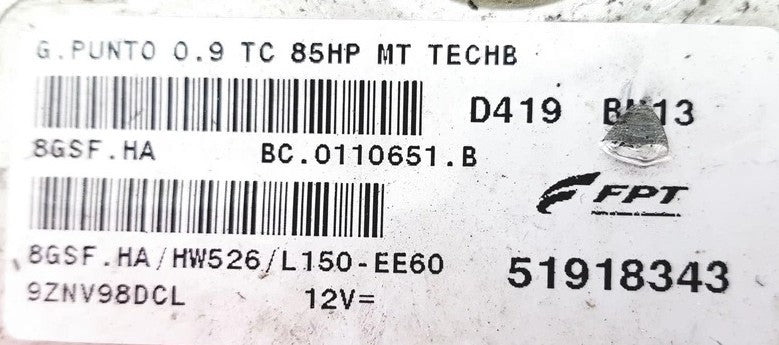 G.PUNTO 0.9 TC 85HP MT TECHB
D419
8GSF.HA BC.0110651.B
FPT
8GSF.HA/HW526/L150-EE60
51918343
9ZNV98DCL 12V=